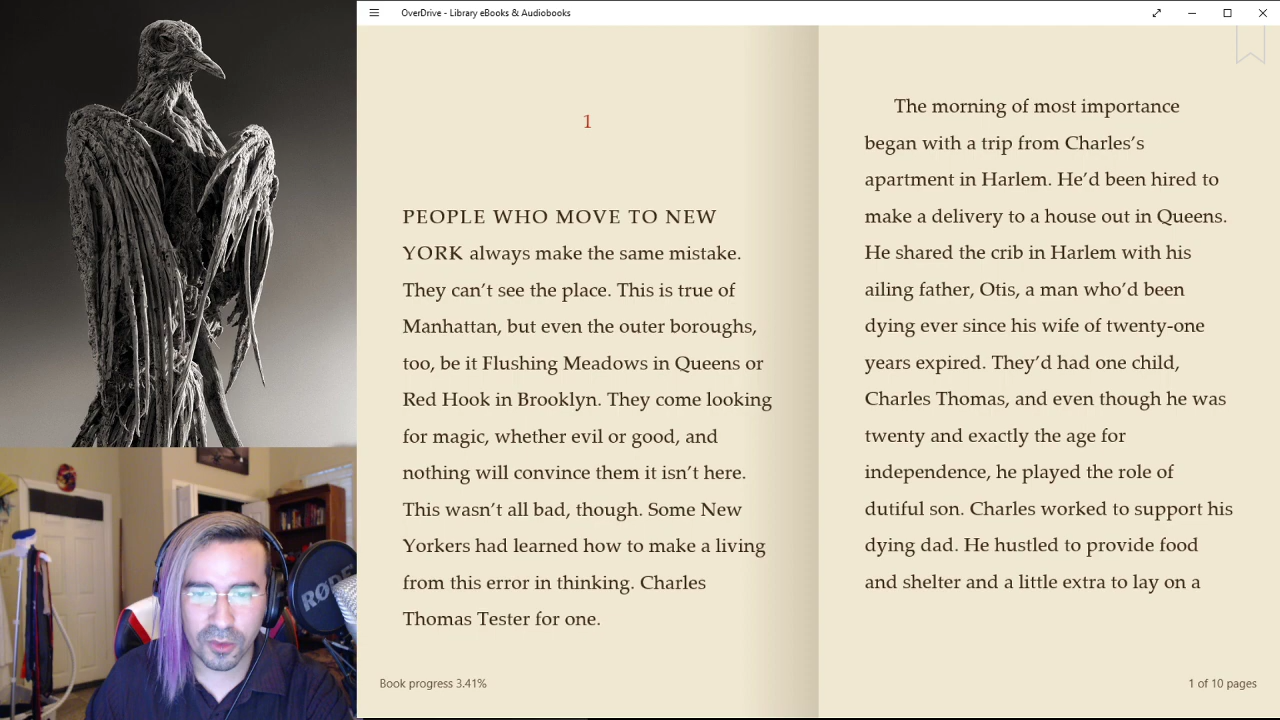 OverDrive - Library eBooks & Audiobooks
1
PEOPLE WHO MOVE TO NEW
YORK always make the same mistake.
They can’t see the place. This is true of
Manhattan, but even the outer boroughs,
too, be it Flushing Meadows in Queens or
Red Hook in Brooklyn. They come looking
for magic, whether evil or good, and
nothing will convince them it isn’t here.
This wasn’t all bad, though. Some New
Yorkers had learned how to make a living
from this error in thinking. Charles
Thomas Tester for one.
The morning of most importance
began with a trip from Charles’s
apartment in Harlem. He’d been hired to
make a delivery to a house out in Queens.
He shared the crib in Harlem with his
ailing father, Otis, a man who’d been
dying ever since his wife of twenty-one
years expired. They’d had one child,
Charles Thomas, and even though he was
twenty and exactly the age for
independence, he played the role of
dutiful son. Charles worked to support his
dying dad. He hustled to provide food
and shelter and a little extra to lay on a
Book progress 3.41%
1 of 10 pages
RØDE